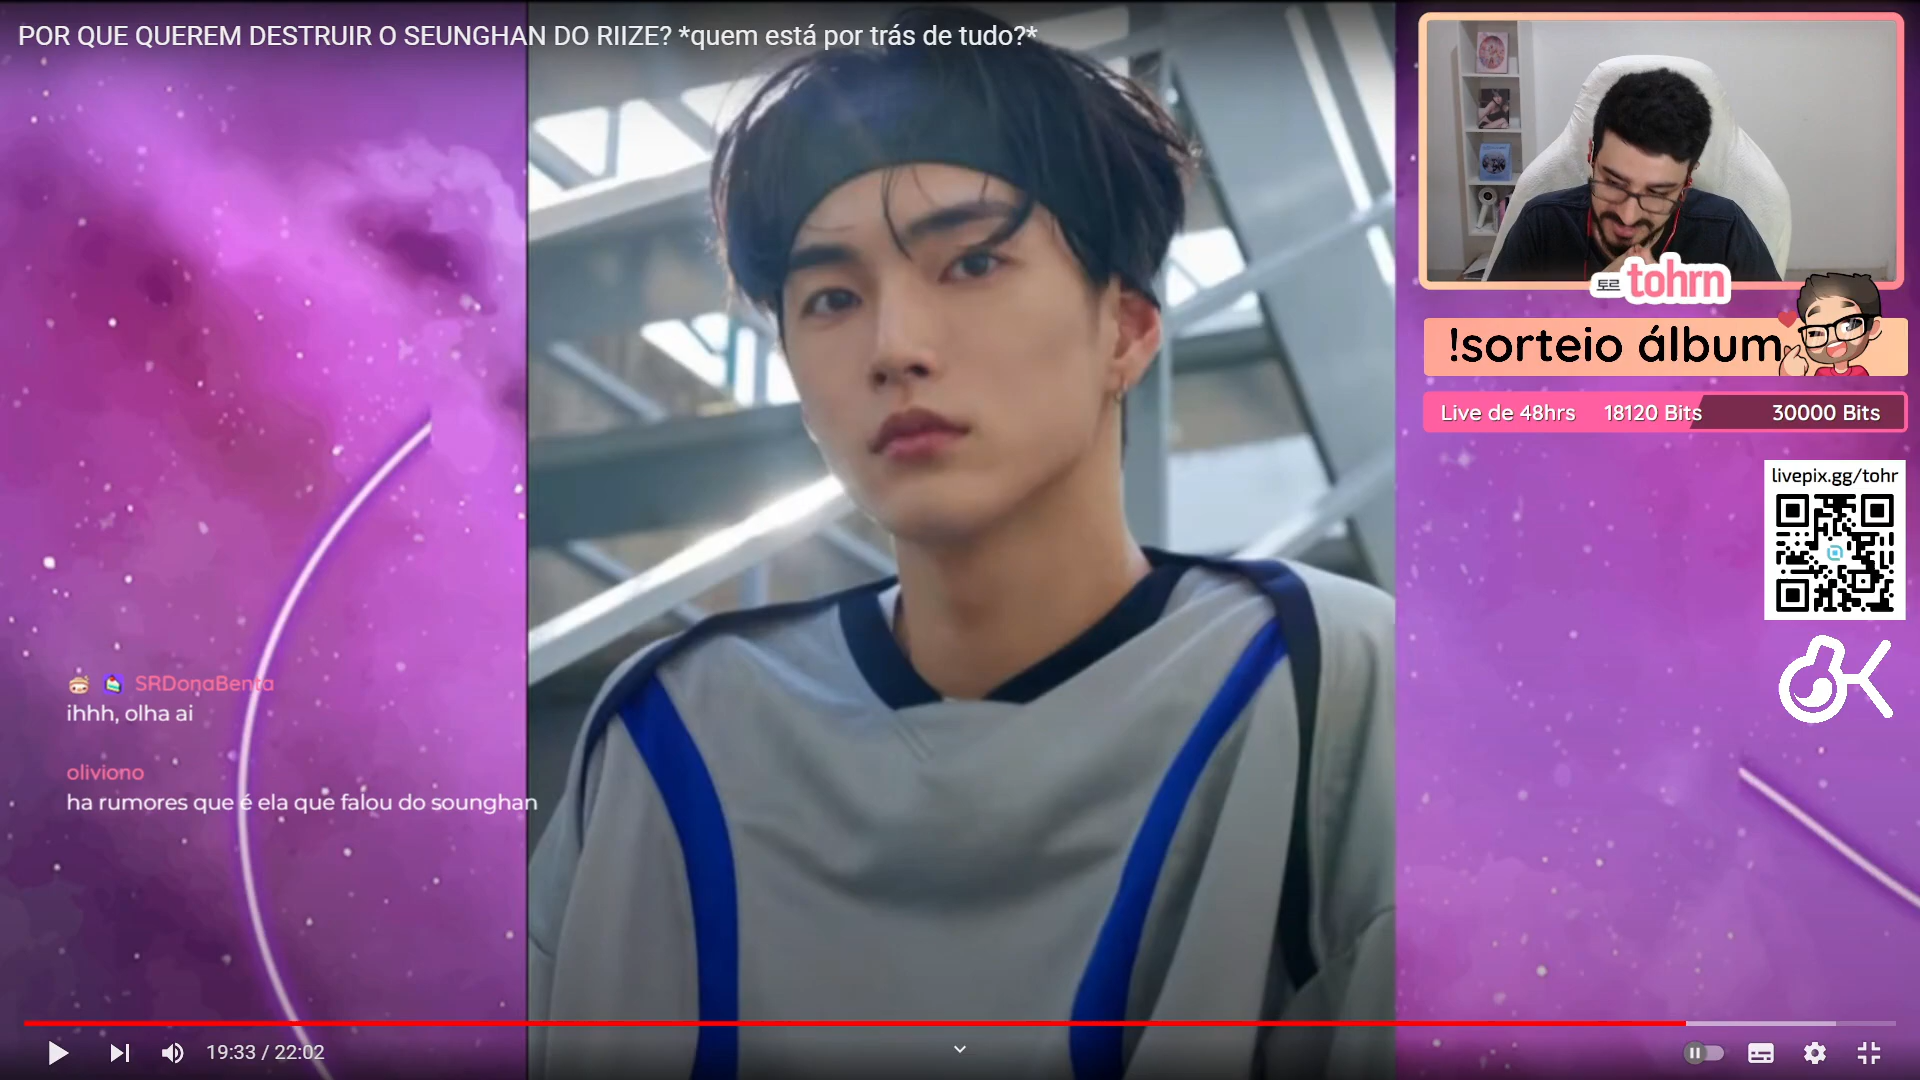 POR QUE QUEREM DESTRUIR O SEUNGHAN DO RIIZE? *quem está por trás de tudo?*
토르 tohrn
!sorteio álbum
Live de 48hrs 18120 Bits 30000 Bits
livepix.gg/tohr
SRDonaBenta
ihhh, olha ai
oliviono
ha rumores que é ela que falou do sounghan
19:33 / 22:02